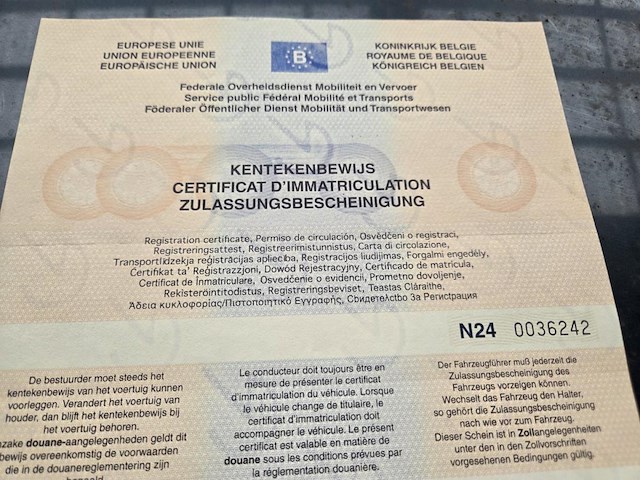 EUROPESE UNIE
UNION EUROPEENNE
EUROPÄISCHE UNION
B
KONINKRIJK BELGIE
ROYAUME DE BELGIQUE
KÖNIGREICH BELGIEN
Federale Overheidsdienst Mobiliteit en Vervoer
Service public Fédéral Mobilité et Transports
Föderaler Öffentlicher Dienst Mobilität und Transportwesen
KENTEKENBEWIJS
CERTIFICAT D'IMMATRICULATION
ZULASSUNGSBESCHEINIGUNG
Registration certificate, Permiso de circulación, Osvědčení o registraci,
Registreringsattest, Registreerimistunnistus, Carta di circolazione,
Transportlīdzekļa reģistrācijas apliecība, Registracijos liudijimas, Forgalmi engedély,
Ċertifikat ta' Reġistrazzjoni, Dowód Rejestracyjny, Certificado de matrícula,
Certificat de Înmatriculare, Osvedčenie o evidencii, Prometno dovoljenje,
Rekisteröintitodistus, Registreringsbeviset, Teastas Cláraithe,
Άδεια κυκλοφορίας/Πιστοποιητικό Εγγραφής, Свидетелство За Регистрация
N24 0036242
De bestuurder moet steeds het
kentekenbewijs van het voertuig kunnen
voorleggen. Verandert het voertuig van
houder, dan blijft het kentekenbewijs bij
het voertuig behoren.
zake douane-aangelegenheden geldt dit
bewijs overeenkomstig de voorwaarden
die in de douanereglementering zijn
bepaald
Le conducteur doit toujours être en
mesure de présenter le certificat
d'immatriculation du véhicule. Lorsque
le véhicule change de titulaire, le
certificat d'immatriculation doit
accompagner le véhicule. Le présent
certificat est valable en matière de
douane sous les conditions prévues par
la réglementation douanière.
Der Fahrzeugführer muß jederzeit die
Zulassungsbescheinigung des
Fahrzeugs vorzeigen können.
Wechselt das Fahrzeug den Halter,
so gehört die Zulassungsbescheinigung
nach wie vor zum Fahrzeug.
Dieser Schein ist in Zollangelegenheiten
unter den in den Zollvorschriften
vorgesehenen Bedingungen gültig.